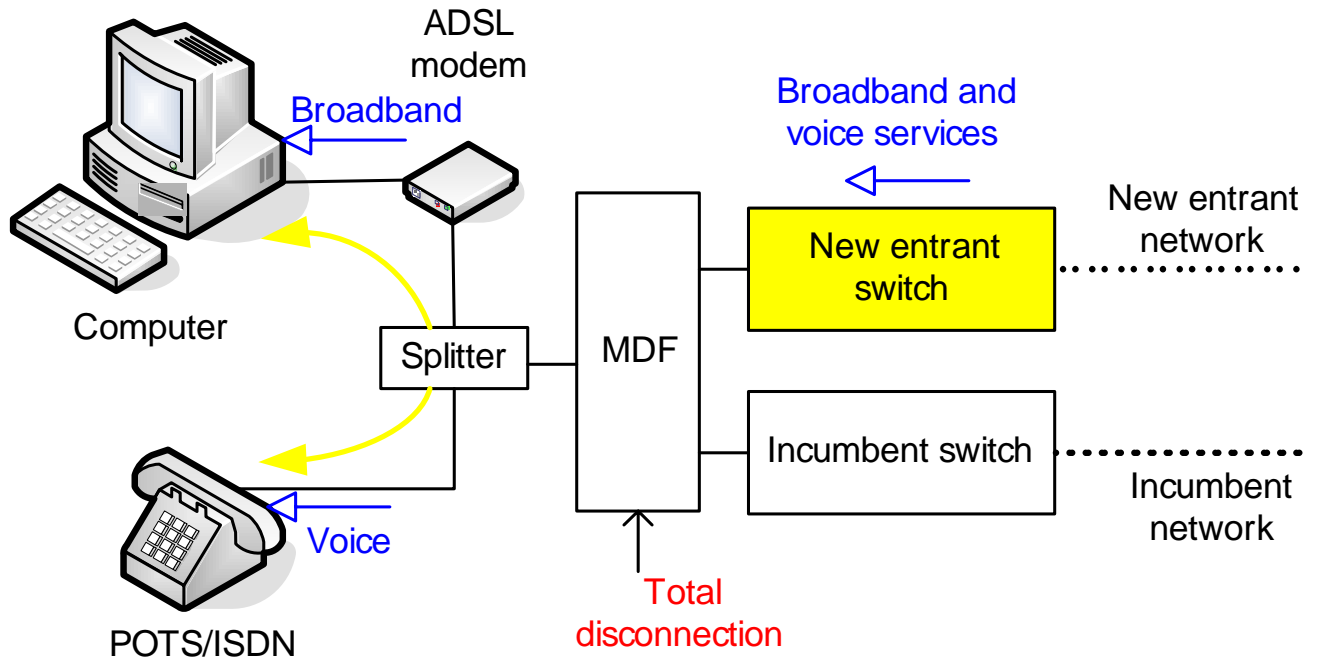 ADSL
modem
Broadband
Broadband and
voice services
New entrant
network
New entrant
switch
Computer
Splitter
MDF
Incumbent switch
Incumbent
network
Voice
Total
disconnection
POTS/ISDN